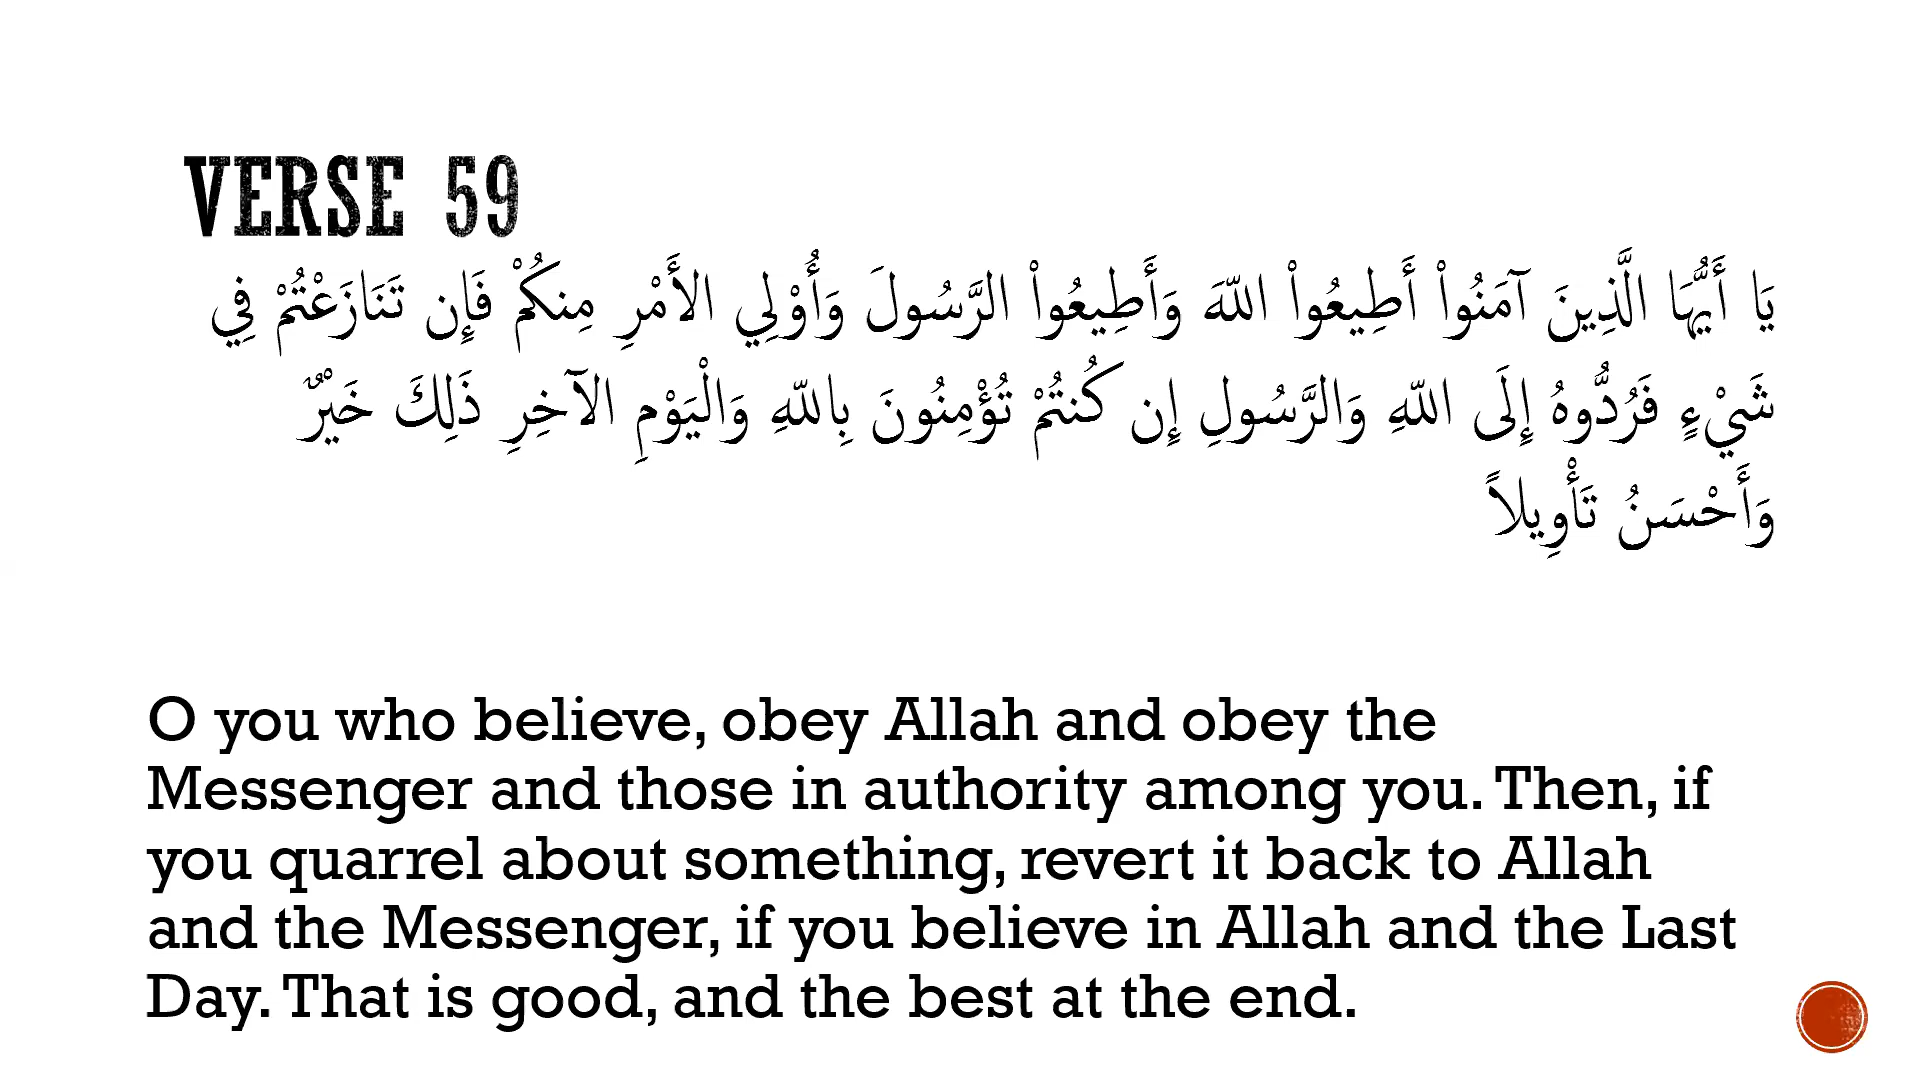 VERSE 59
يَا أَيُّهَا الَّذِينَ آمَنُواْ أَطِيعُواْ اللّهَ وَأَطِيعُواْ الرَّسُولَ وَأُوْلِي الأَمْرِ مِنكُمْ فَإِن تَنَازَعْتُمْ فِي
شَيْءٍ فَرُدُّوهُ إِلَى اللّهِ وَالرَّسُولِ إِن كُنتُمْ تُؤْمِنُونَ بِاللّهِ وَالْيَوْمِ الآخِرِ ذَلِكَ خَيْرٌ
وَأَحْسَنُ تَأْوِيلاً
O you who believe, obey Allah and obey the
Messenger and those in authority among you. Then, if
you quarrel about something, revert it back to Allah
and the Messenger, if you believe in Allah and the Last
Day. That is good, and the best at the end.